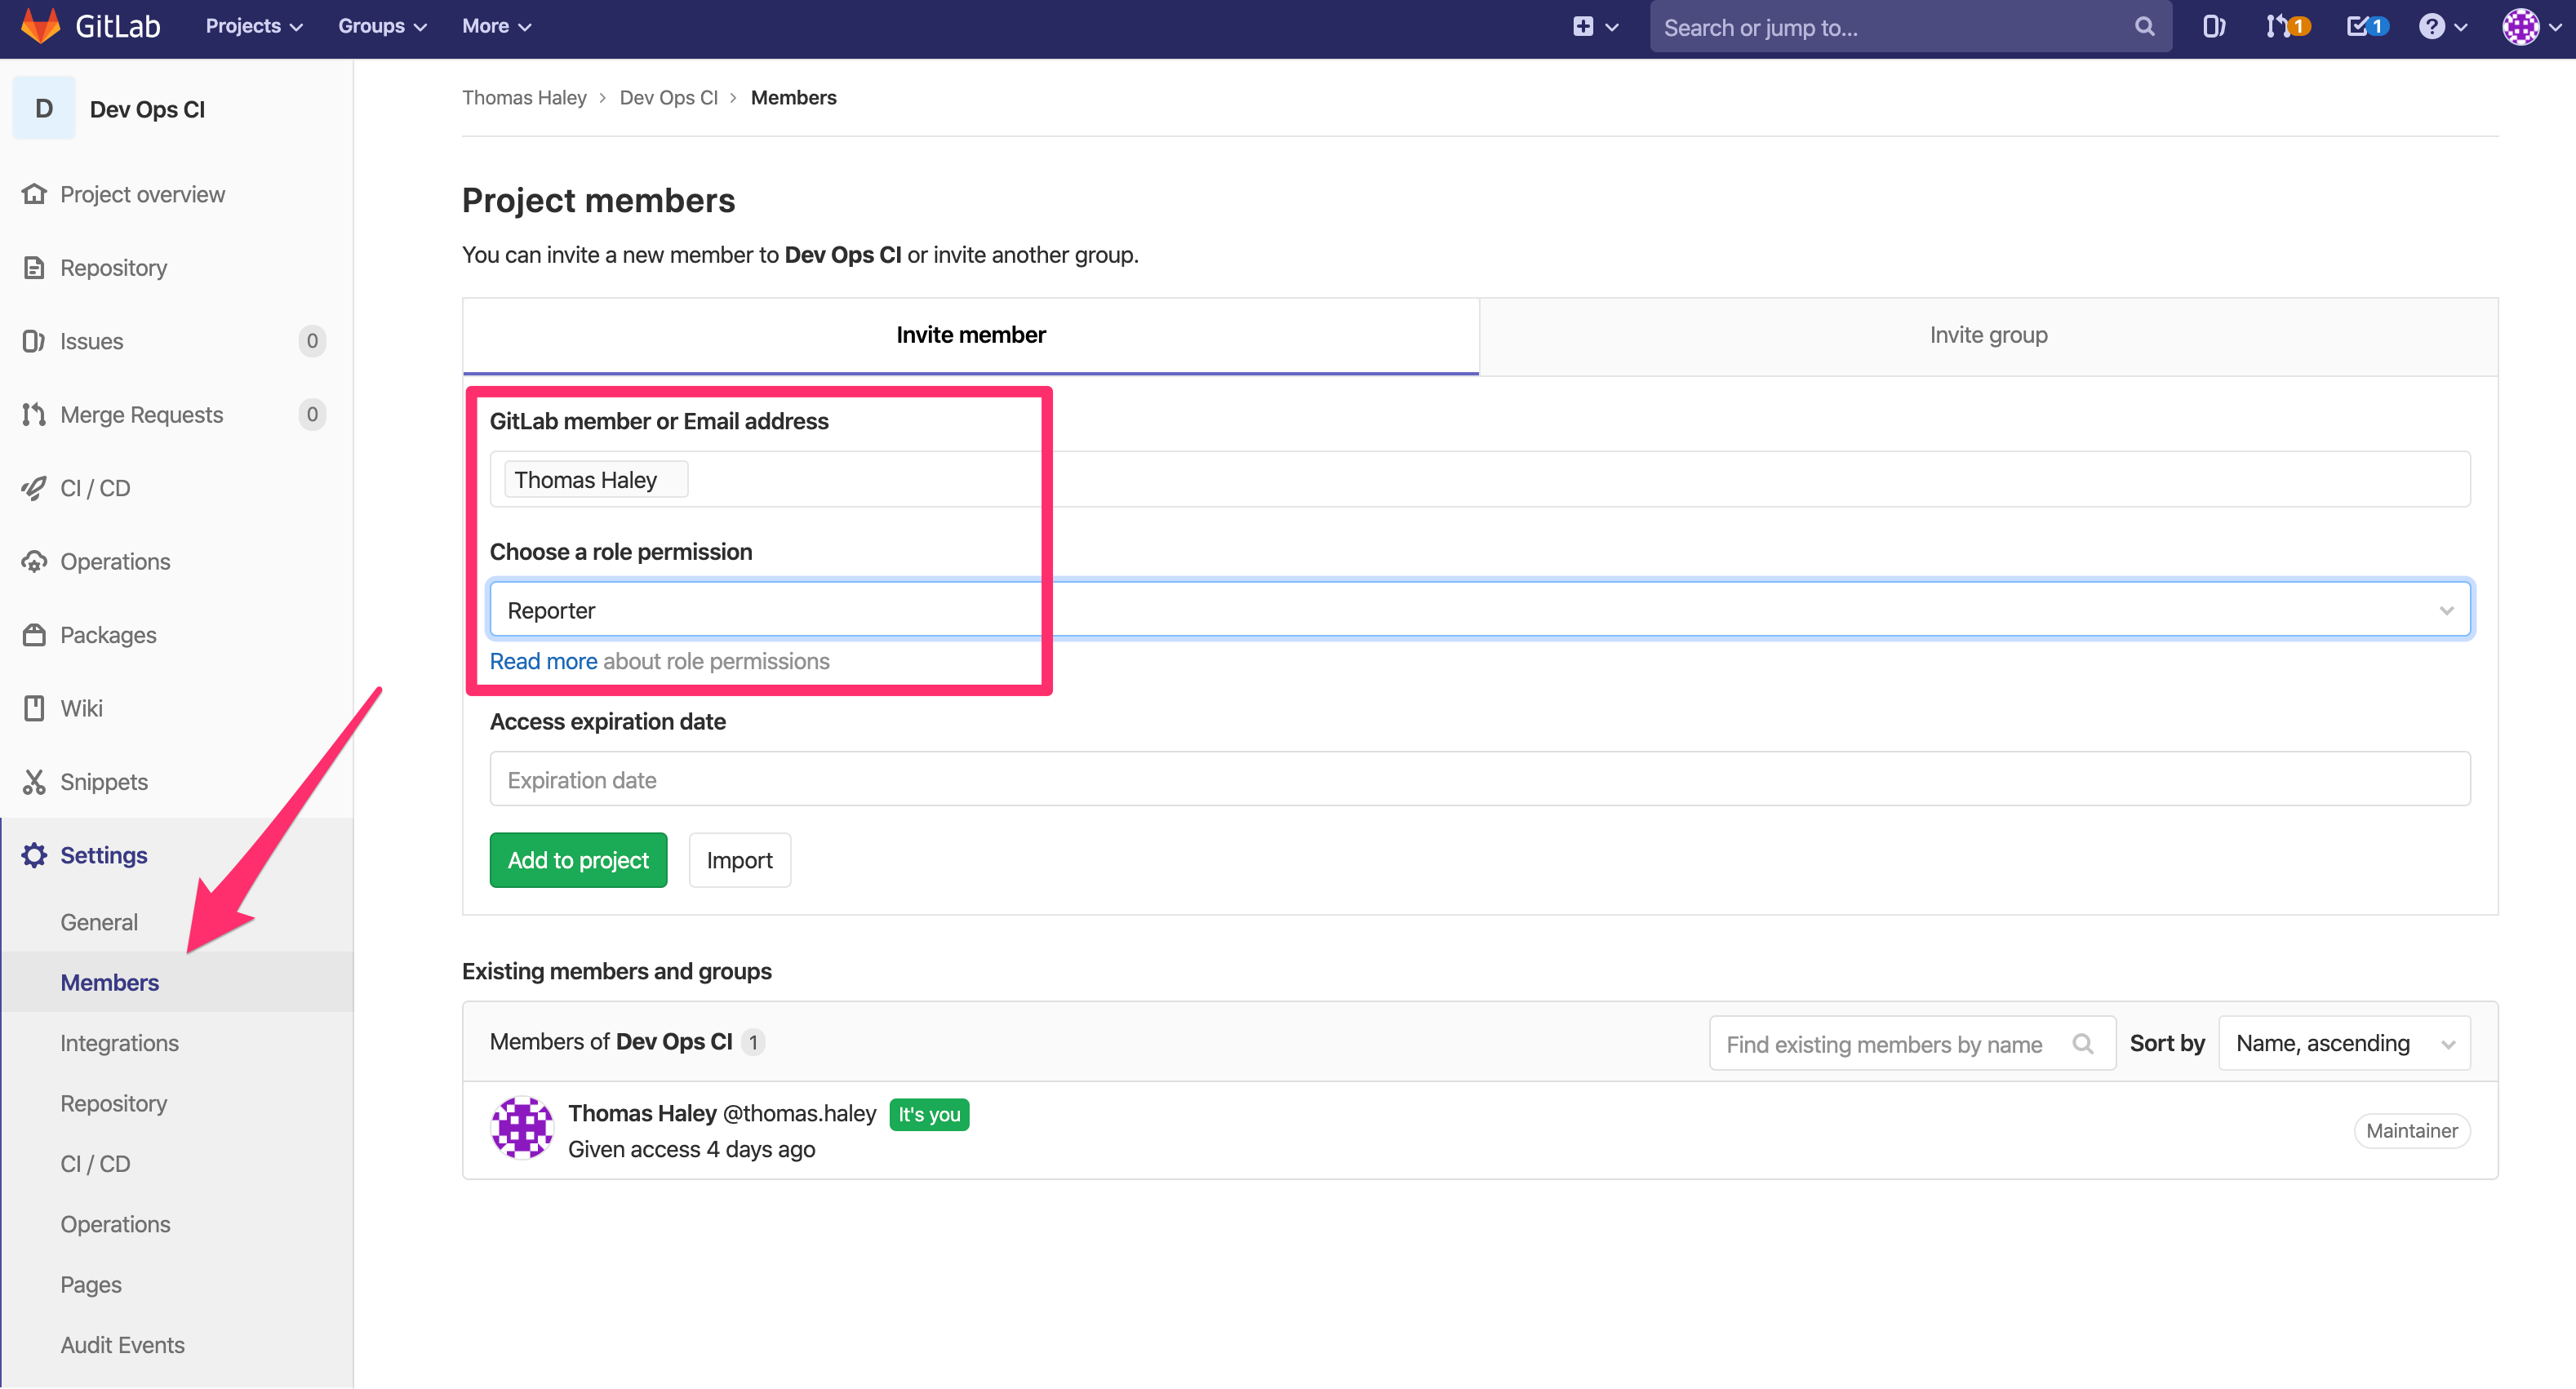 GitLab Projects Groups More Search or jump to... 1 1
D Dev Ops CI
Project overview
Repository
Issues 0
Merge Requests 0
CI / CD
Operations
Packages
Wiki
Snippets
Settings
General
Members
Integrations
Repository
CI / CD
Operations
Pages
Audit Events
Thomas Haley > Dev Ops CI > Members
Project members
You can invite a new member to Dev Ops CI or invite another group.
Invite member Invite group
GitLab member or Email address
Thomas Haley
Choose a role permission
Reporter
Read more about role permissions
Access expiration date
Expiration date
Add to project Import
Existing members and groups
Members of Dev Ops CI 1 Find existing members by name Sort by Name, ascending
Thomas Haley @thomas.haley It's you
Given access 4 days ago
Maintainer